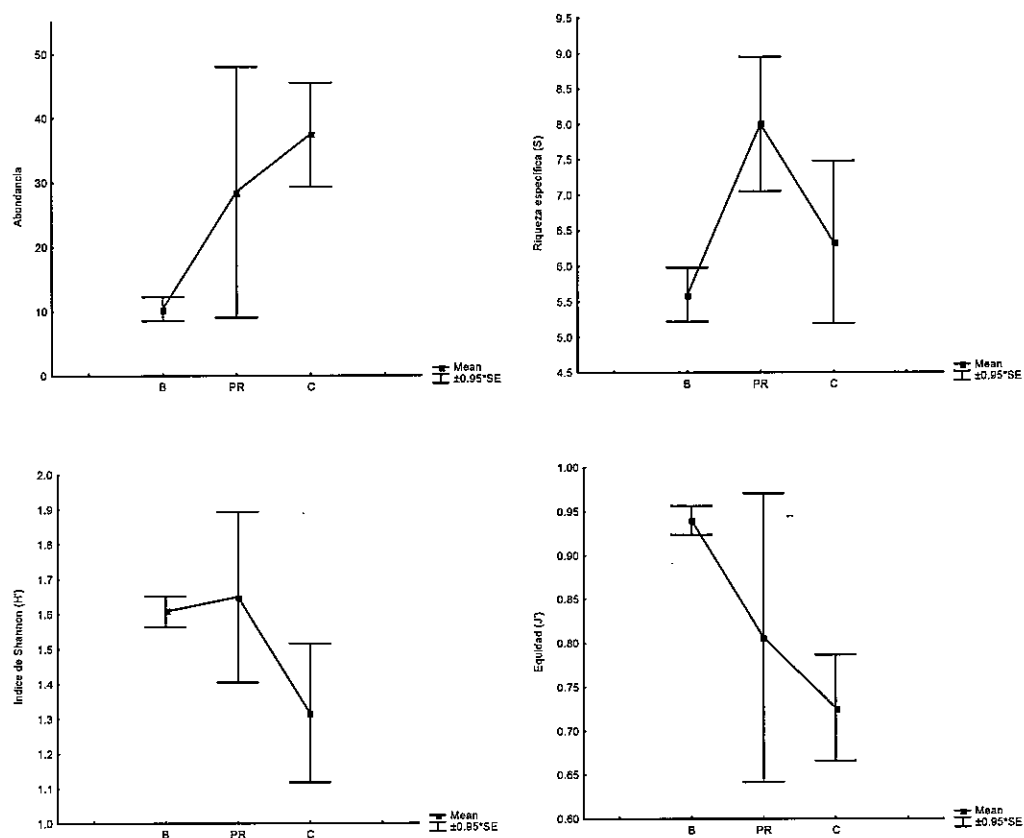 Abundancia
50
40
30
20
10
0
B PR C
Mean
±0.95*SE
Riqueza específica (S)
9.5
9.0
8.5
8.0
7.5
7.0
6.5
6.0
5.5
5.0
4.5
B PR C
Mean
±0.95*SE
Indice de Shannon (H')
2.0
1.9
1.8
1.7
1.6
1.5
1.4
1.3
1.2
1.1
1.0
B PR C
Mean
±0.95*SE
Equidad (J')
1.00
0.95
0.90
0.85
0.80
0.75
0.70
0.65
0.60
B PR C
Mean
±0.95*SE